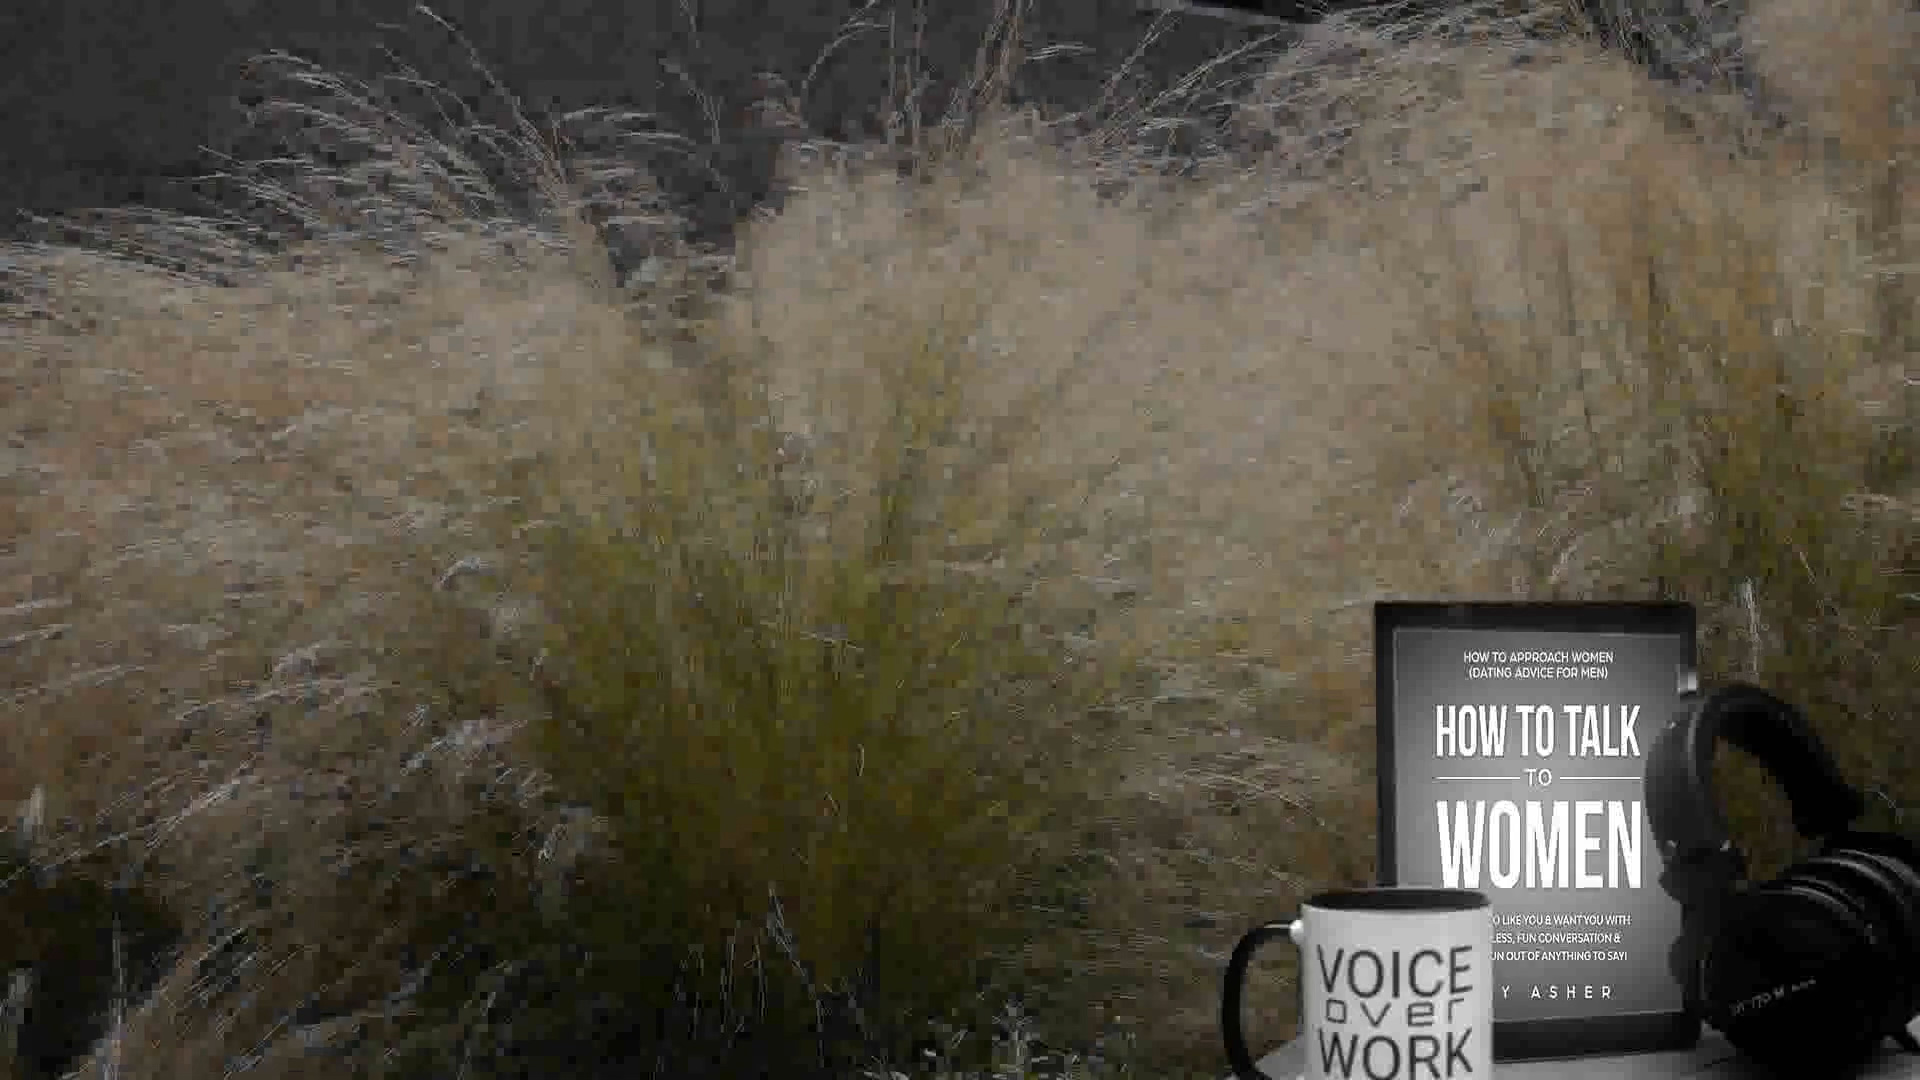 HOW TO APPROACH WOMEN
(DATING ADVICE FOR MEN)
HOW TO TALK
TO
WOMEN
LIKE YOU & WANT YOU WITH
FUN CONVERSATION &
OUT OF ANYTHING TO SAY!
ASHER
VOICE
over
WORK